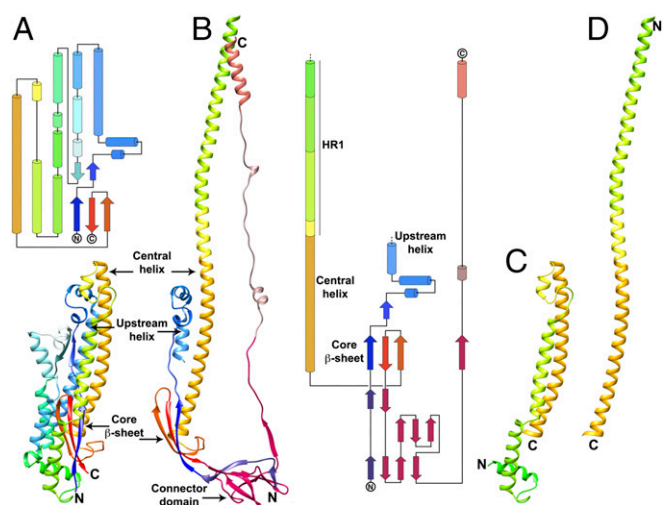 A
B
C
D
N
HR1
C
Upstream
helix
Central
helix
Central
helix
Upstream
helix
N
C
Core
β-sheet
Core
β-sheet
C
N
C
N
Connector
domain
N
N
C
C